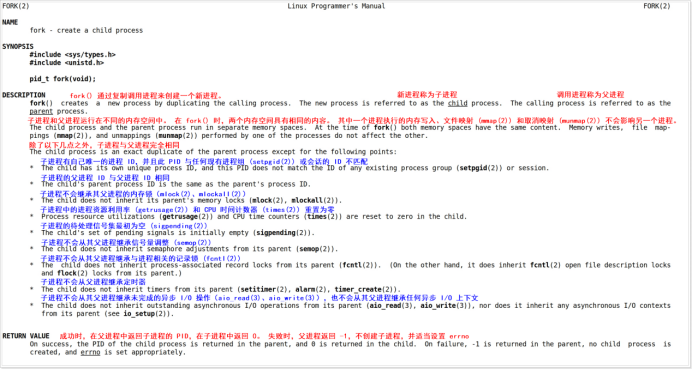 FORK(2) Linux Programmer's Manual FORK(2)
NAME
fork - create a child process
SYNOPSIS
#include <sys/types.h>
#include <unistd.h>
pid_t fork(void);
DESCRIPTION fork() 通过复制调用进程来创建一个新进程。 新进程称为子进程 调用进程称为父进程
fork() creates a new process by duplicating the calling process. The new process is referred to as the child process. The calling process is referred to as the
parent process.
子进程和父进程运行在不同的内存空间中。 在 fork() 时，两个内存空间具有相同的内容。 其中一个进程执行的内存写入、文件映射 (mmap(2)) 和取消映射 (munmap(2)) 不会影响另一个进程。
The child process and the parent process run in separate memory spaces. At the time of fork() both memory spaces have the same content. Memory writes, file map-
pings (mmap(2)), and unmappings (munmap(2)) performed by one of the processes do not affect the other.
除了以下几点之外，子进程与父进程完全相同
The child process is an exact duplicate of the parent process except for the following points:
子进程有自己唯一的进程 ID，并且此 PID 与任何现有进程组 (setpgid(2)) 或会话的 ID 不匹配
* The child has its own unique process ID, and this PID does not match the ID of any existing process group (setpgid(2)) or session.
子进程的父进程 ID 与父进程 ID 相同
* The child's parent process ID is the same as the parent's process ID.
子进程不会继承其父进程的内存锁 (mlock(2)、mlockall(2))
* The child does not inherit its parent's memory locks (mlock(2), mlockall(2)).
子进程中的进程资源利用率 (getrusage(2)) 和 CPU 时间计数器 (times(2)) 重置为零
* Process resource utilizations (getrusage(2)) and CPU time counters (times(2)) are reset to zero in the child.
子进程的待处理信号集最初为空 (sigpending(2))
* The child's set of pending signals is initially empty (sigpending(2)).
子进程不会从其父进程继承信号量调整 (semop(2))
* The child does not inherit semaphore adjustments from its parent (semop(2)).
子进程不会从其父进程继承与进程相关的记录锁 (fcntl(2))
* The child does not inherit process-associated record locks from its parent (fcntl(2)). (On the other hand, it does inherit fcntl(2) open file description locks
and flock(2) locks from its parent.)
子进程不会从其父进程继承定时器
* The child does not inherit timers from its parent (setitimer(2), alarm(2), timer_create(2)).
子进程不会从其父进程继承未完成的异步 I/O 操作 (aio_read(3)、aio_write(3))，也不会从其父进程继承任何异步 I/O 上下文
* The child does not inherit outstanding asynchronous I/O operations from its parent (aio_read(3), aio_write(3)), nor does it inherit any asynchronous I/O contexts
from its parent (see io_setup(2)).
RETURN VALUE 成功时，在父进程中返回子进程的 PID，在子进程中返回 0。 失败时，父进程返回 -1，不创建子进程，并适当设置 errno
On success, the PID of the child process is returned in the parent, and 0 is returned in the child. On failure, -1 is returned in the parent, no child process is
created, and errno is set appropriately.